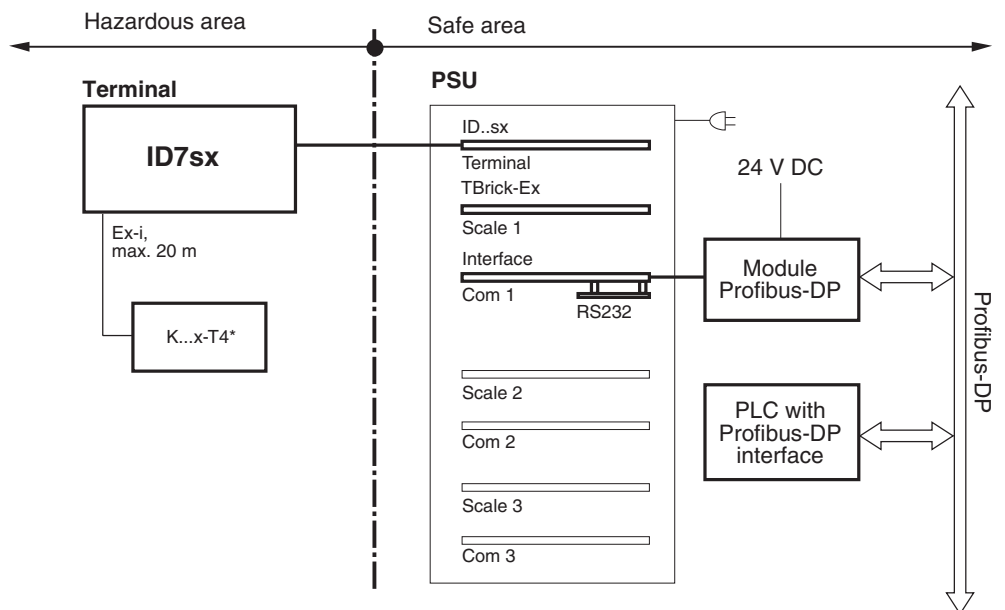 Hazardous area
Safe area
Terminal
PSU
ID7sx
ID..sx
Terminal
TBrick-Ex
Scale 1
Interface
Com 1
RS232
Scale 2
Com 2
Scale 3
Com 3
Ex-i,
max. 20 m
K...x-T4*
24 V DC
Module
Profibus-DP
PLC with
Profibus-DP
interface
Profibus-DP